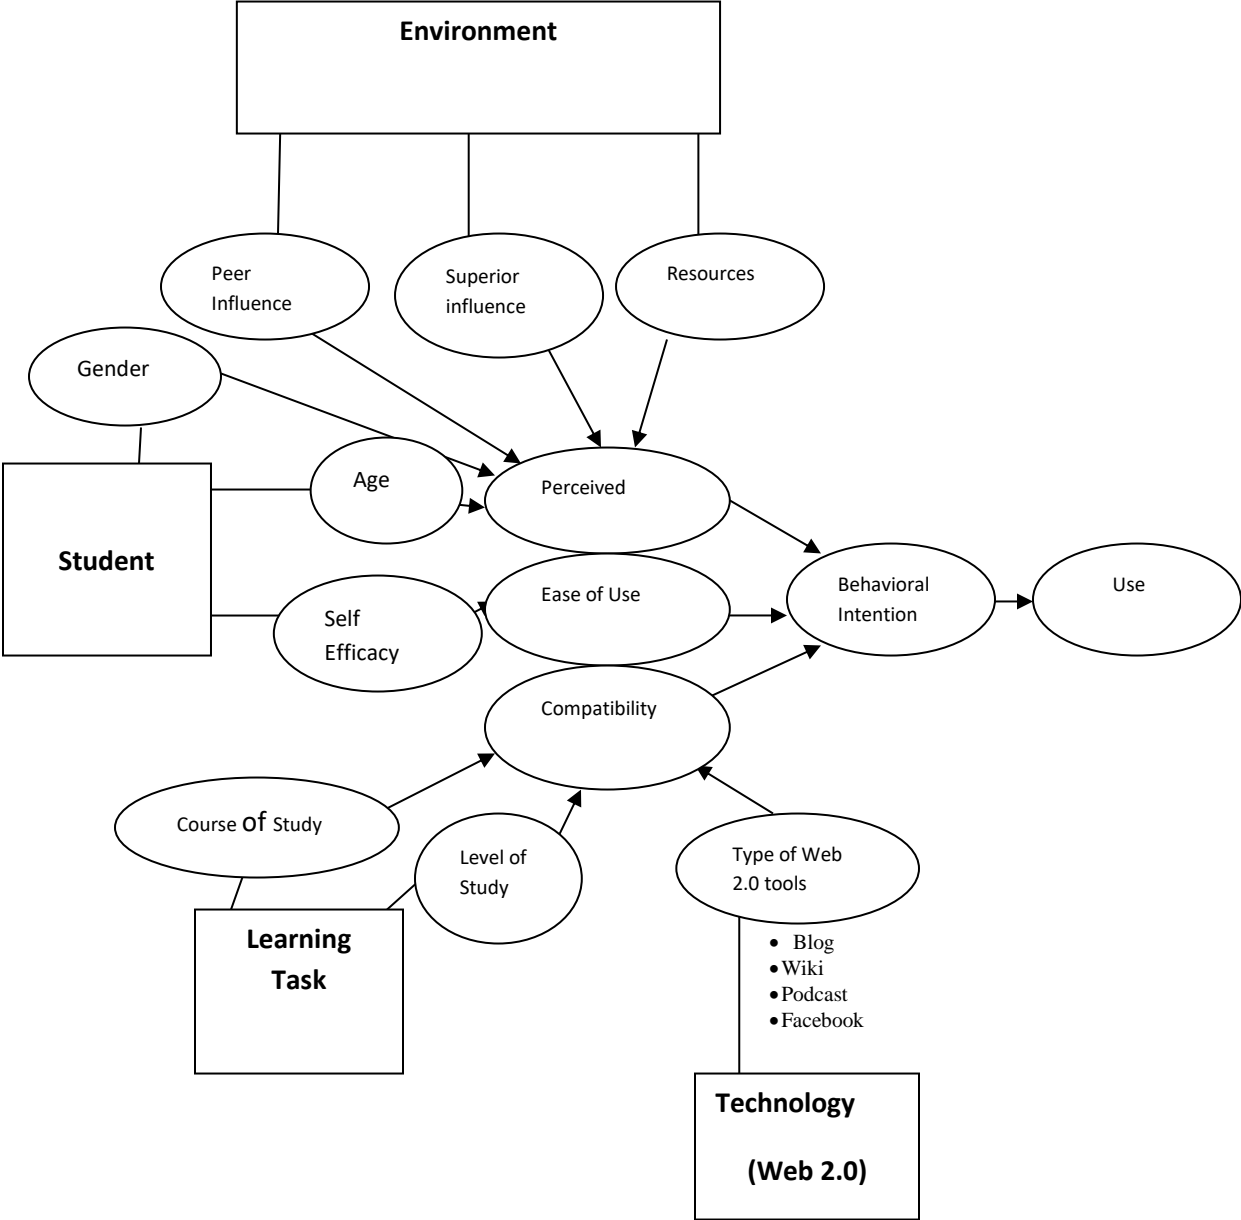 Environment
Peer
Influence
Superior
influence
Resources
Gender
Age
Perceived
Student
Self
Efficacy
Ease of Use
Behavioral
Intention
Use
Compatibility
Course of Study
Level of
Study
Type of Web
2.0 tools
Learning
Task
• Blog
• Wiki
• Podcast
• Facebook
Technology
(Web 2.0)